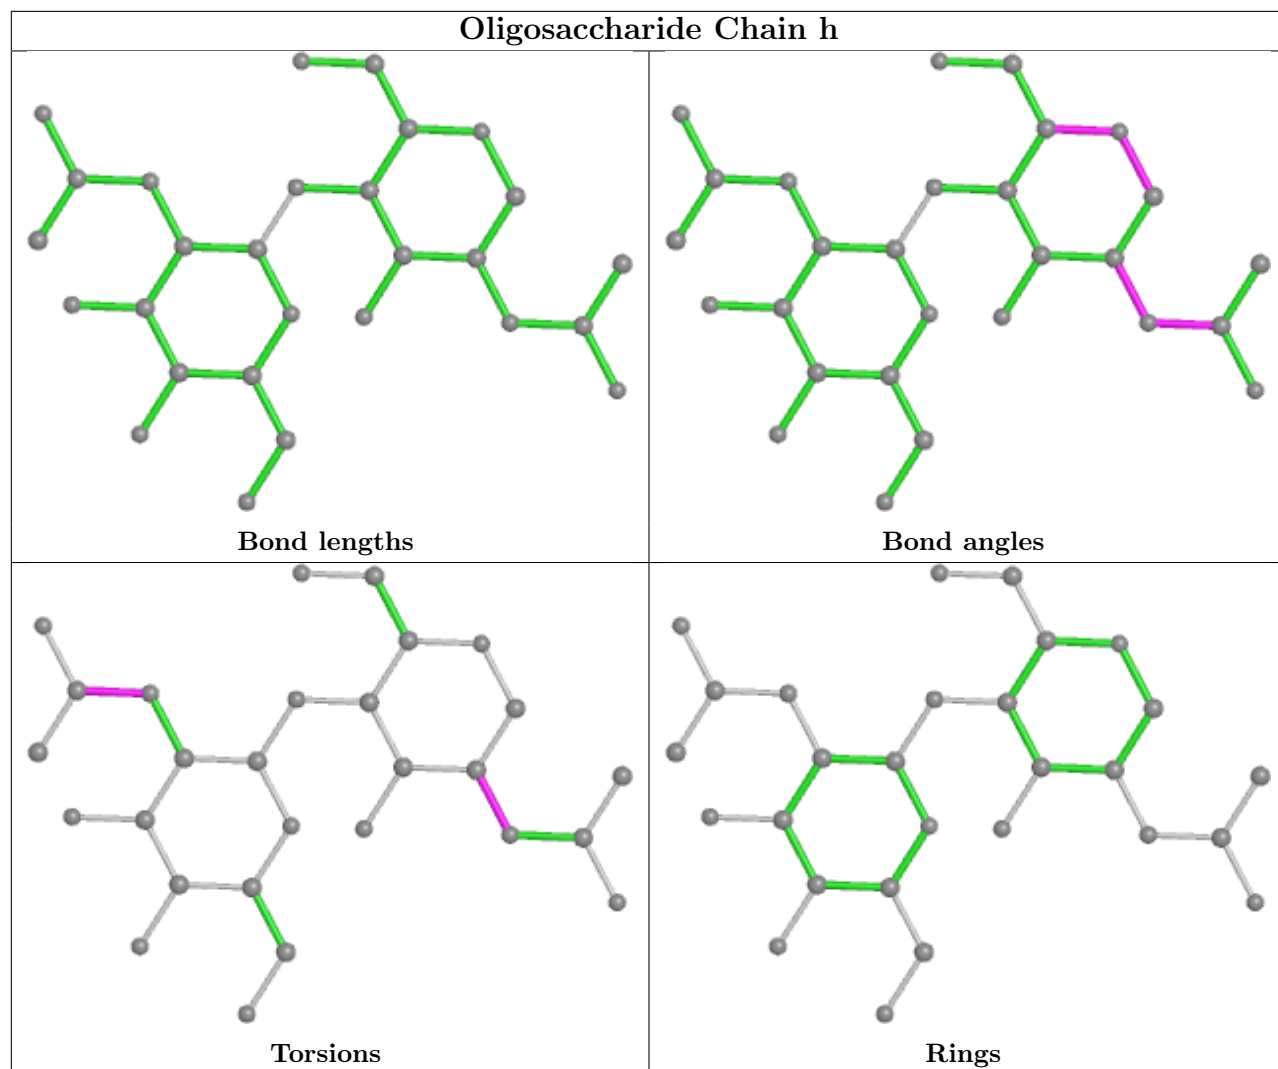 Oligosaccharide Chain h
Bond lengths
Bond angles
Torsions
Rings